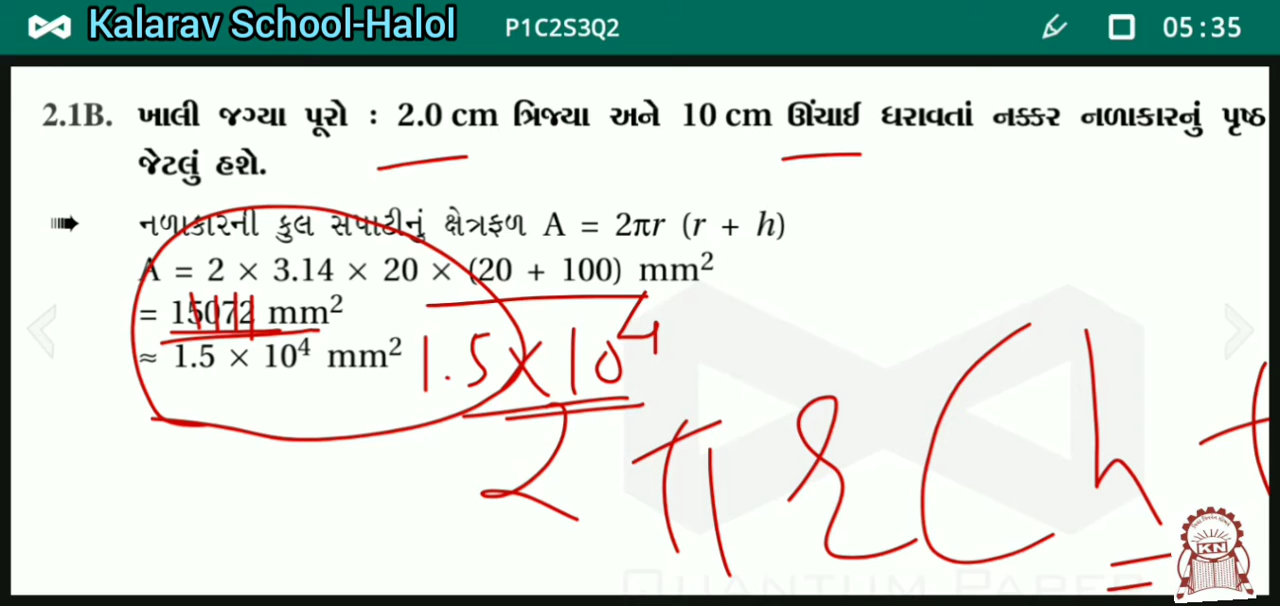 Kalarav School-Halol P1C2S3Q2 05:35
2.1B. ખાલી જગ્યા પૂરો : 2.0 cm ત્રિજ્યા અને 10 cm ઊંચાઈ ધરાવતાં નક્કર નળાકારનું પૃષ્ઠ
જેટલું હશે.
નળાકારની કુલ સપાટીનું ક્ષેત્રફળ A = 2πr (r + h)
A = 2 × 3.14 × 20 × (20 + 100) mm²
= 15072 mm²
≈ 1.5 × 10⁴ mm²
1.5 × 10⁴
2 π r ( h +
KN
QUANTUM PAPER